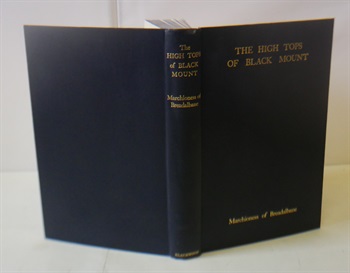 The
HIGH TOPS
of BLACK
MOUNT
Marchioness of
Breadalbane
BLACKWOOD
THE HIGH TOPS
OF BLACK MOUNT
Marchioness of Breadalbane